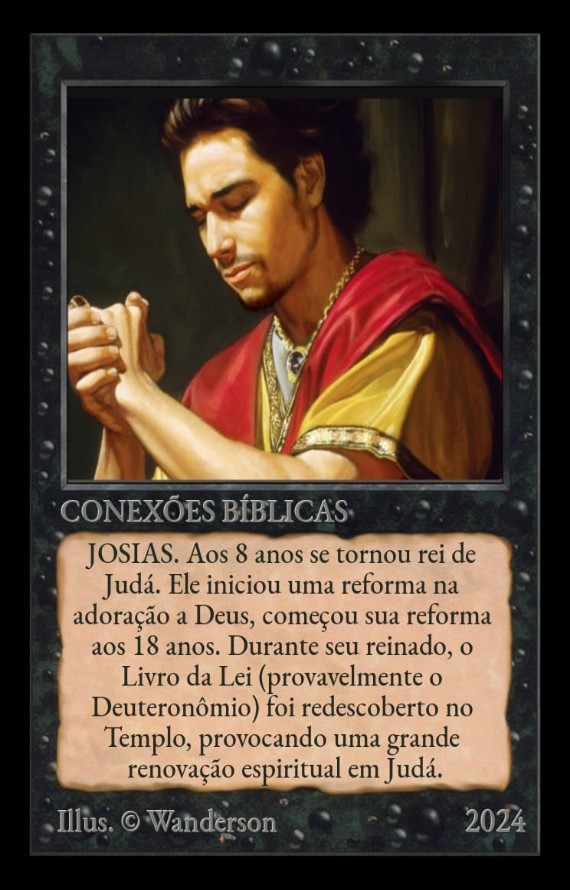 CONEXÕES BÍBLICAS
JOSIAS. Aos 8 anos se tornou rei de
Judá. Ele iniciou uma reforma na
adoração a Deus, começou sua reforma
aos 18 anos. Durante seu reinado, o
Livro da Lei (provavelmente o
Deuteronômio) foi redescoberto no
Templo, provocando uma grande
renovação espiritual em Judá.
Illus. © Wanderson 2024